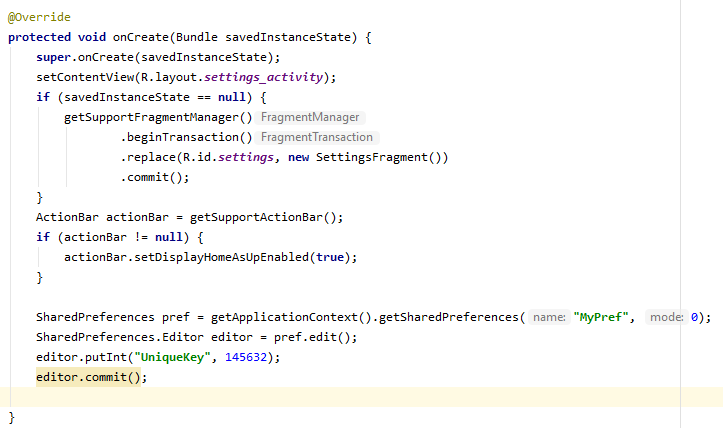 @Override
protected void onCreate(Bundle savedInstanceState) {
super.onCreate(savedInstanceState);
setContentView(R.layout.settings_activity);
if (savedInstanceState == null) {
getSupportFragmentManager() FragmentManager
.beginTransaction() FragmentTransaction
.replace(R.id.settings, new SettingsFragment())
.commit();
}
ActionBar actionBar = getSupportActionBar();
if (actionBar != null) {
actionBar.setDisplayHomeAsUpEnabled(true);
}
SharedPreferences pref = getApplicationContext().getSharedPreferences( name: "MyPref", mode: 0);
SharedPreferences.Editor editor = pref.edit();
editor.putInt("UniqueKey", 145632);
editor.commit();
}